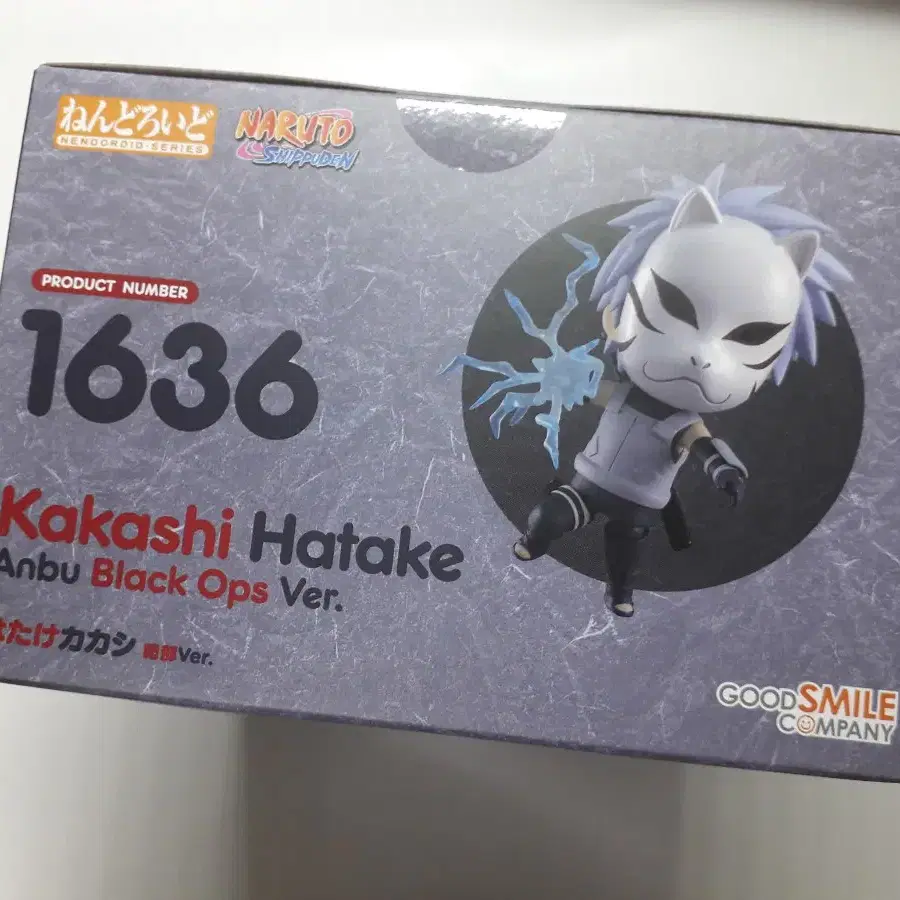 ねんどろいど
NENDOROID·SERIES
NARUTO
SHIPPUDEN
PRODUCT NUMBER
1636
Kakashi Hatake
Anbu Black Ops Ver.
はたけカカシ 暗部Ver.
GOOD SMILE
COMPANY